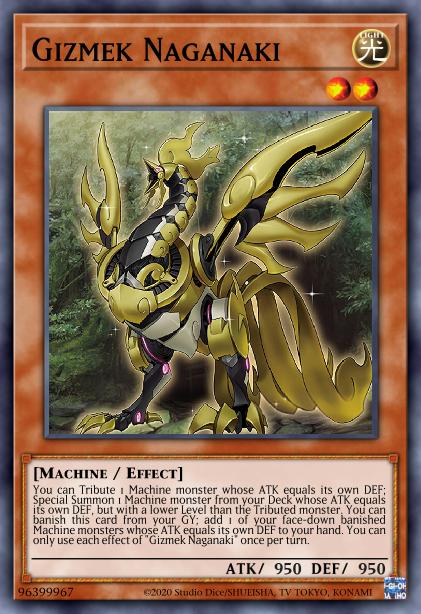 GIZMEK NAGANAKI
LIGHT
光
[MACHINE / EFFECT]
You can Tribute 1 Machine monster whose ATK equals its own DEF;
Special Summon 1 Machine monster from your Deck whose ATK equals
its own DEF, but with a lower Level than the Tributed monster. You can
banish this card from your GY; add 1 of your face-down banished
Machine monsters whose ATK equals its own DEF to your hand. You can
only use each effect of "Gizmek Naganaki" once per turn.
ATK/ 950 DEF/ 950
96399967
©2020 Studio Dice/SHUEISHA, TV TOKYO, KONAMI